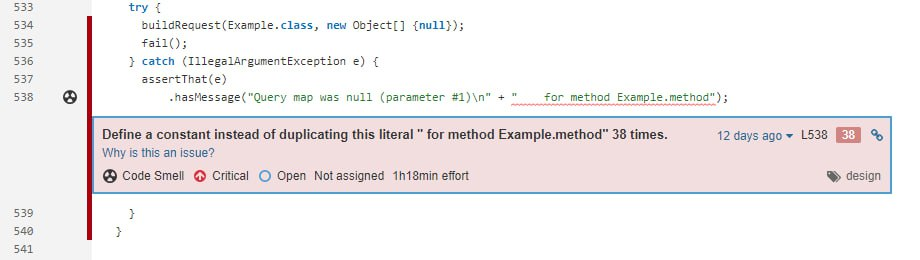 533 try {
534 buildRequest(Example.class, new Object[] {null});
535 fail();
536 } catch (IllegalArgumentException e) {
537 assertThat(e)
538 .hasMessage("Query map was null (parameter #1)\n" + "    for method Example.method");
Define a constant instead of duplicating this literal " for method Example.method" 38 times. 12 days ago L538 38
Why is this an issue?
Code Smell Critical Open Not assigned 1h18min effort design
539 }
540 }
541